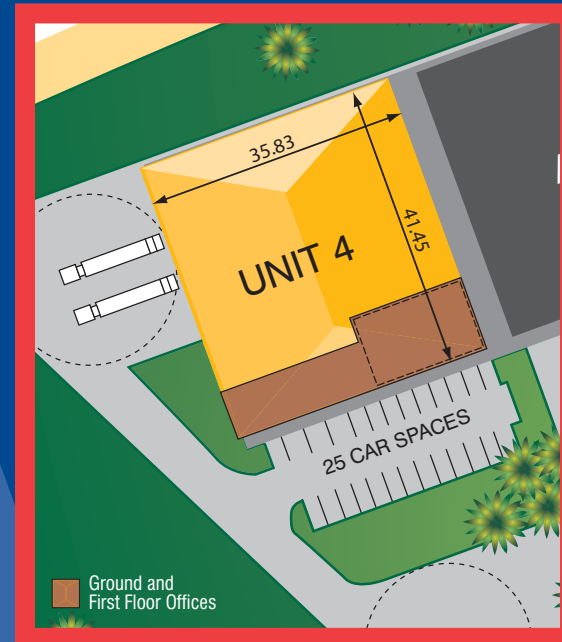 35.83
41.45
UNIT 4
25 CAR SPACES
Ground and
First Floor Offices